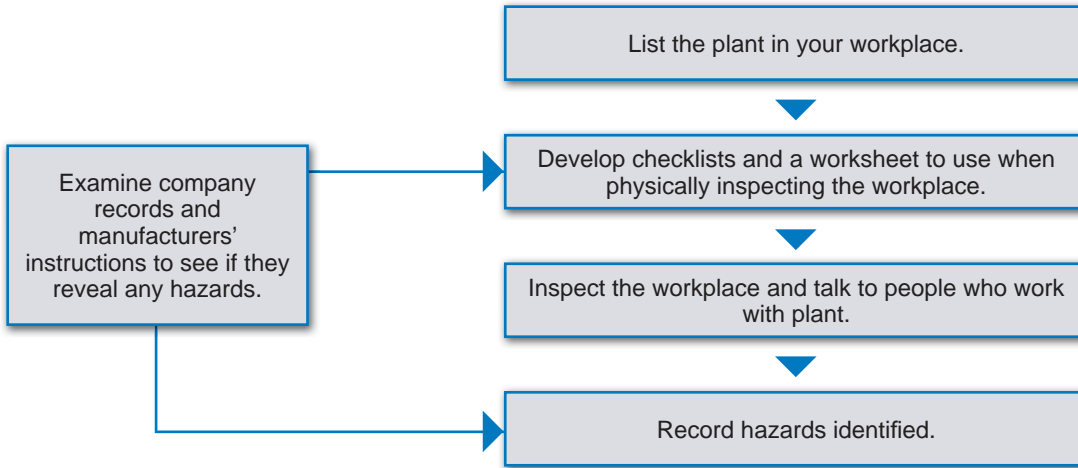 List the plant in your workplace.
Develop checklists and a worksheet to use when
physically inspecting the workplace.
Examine company
records and
manufacturers’
instructions to see if they
reveal any hazards.
Inspect the workplace and talk to people who work
with plant.
Record hazards identified.